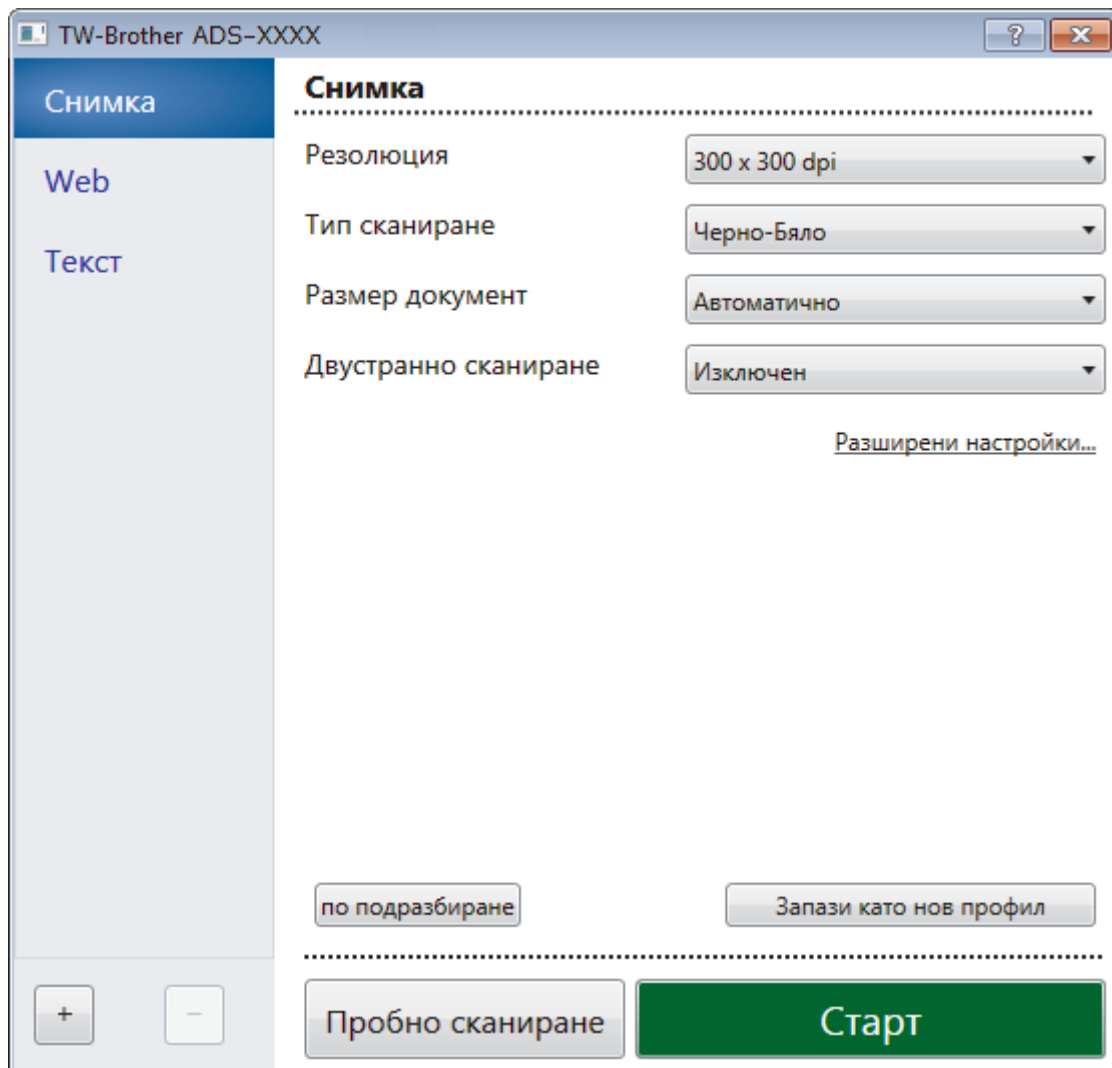 TW-Brother ADS-XXXX
?
Снимка
Web
Текст
Снимка
Резолюция
300 x 300 dpi
Тип сканиране
Черно-Бяло
Размер документ
Автоматично
Двустранно сканиране
Изключен
Разширени настройки...
по подразбиране
Запази като нов профил
+
−
Пробно сканиране
Старт